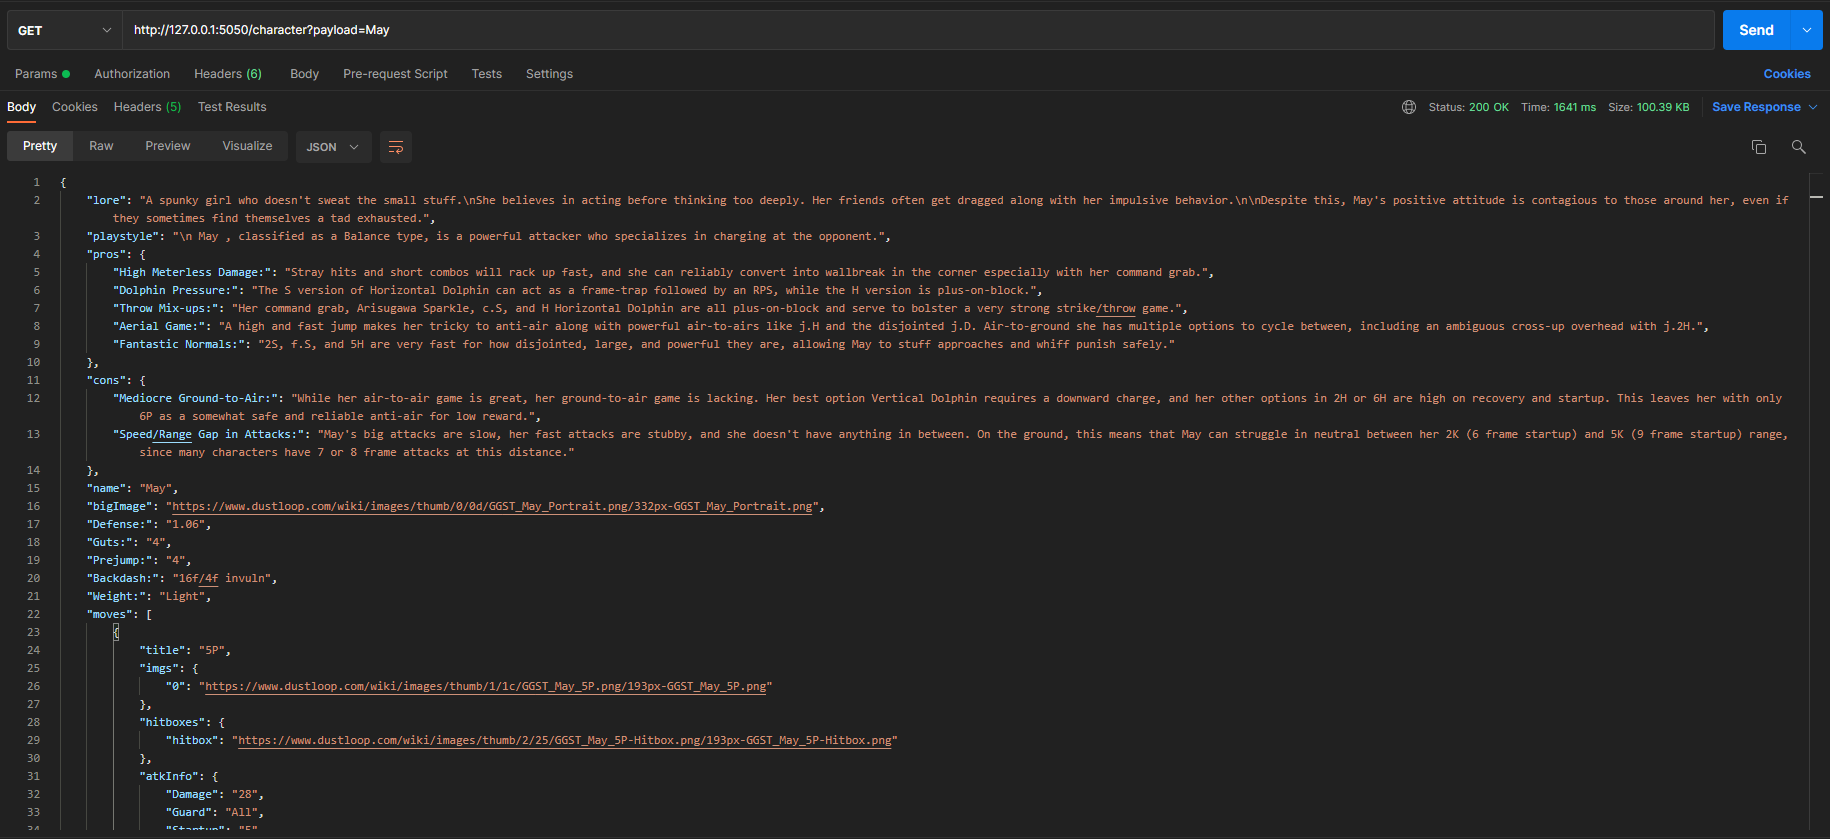 GET http://127.0.0.1:5050/character?payload=May Send
Params Authorization Headers (6) Body Pre-request Script Tests Settings Cookies
Body Cookies Headers (5) Test Results Status: 200 OK Time: 1641 ms Size: 100.39 KB Save Response
Pretty Raw Preview Visualize JSON
1 {
2 "lore": "A spunky girl who doesn't sweat the small stuff.\nShe believes in acting before thinking too deeply. Her friends often get dragged along with her impulsive behavior.\n\nDespite this, May's positive attitude is contagious to those around her, even if
they sometimes find themselves a tad exhausted.",
3 "playstyle": "\n May , classified as a Balance type, is a powerful attacker who specializes in charging at the opponent.",
4 "pros": {
5 "High Meterless Damage:": "Stray hits and short combos will rack up fast, and she can reliably convert into wallbreak in the corner especially with her command grab.",
6 "Dolphin Pressure:": "The S version of Horizontal Dolphin can act as a frame-trap followed by an RPS, while the H version is plus-on-block.",
7 "Throw Mix-ups:": "Her command grab, Arisugawa Sparkle, c.S, and H Horizontal Dolphin are all plus-on-block and serve to bolster a very strong strike/throw game.",
8 "Aerial Game:": "A high and fast jump makes her tricky to anti-air along with powerful air-to-airs like j.H and the disjointed j.D. Air-to-ground she has multiple options to cycle between, including an ambiguous cross-up overhead with j.2H.",
9 "Fantastic Normals:": "2S, f.S, and 5H are very fast for how disjointed, large, and powerful they are, allowing May to stuff approaches and whiff punish safely."
10 },
11 "cons": {
12 "Mediocre Ground-to-Air:": "While her air-to-air game is great, her ground-to-air game is lacking. Her best option Vertical Dolphin requires a downward charge, and her other options in 2H or 6H are high on recovery and startup. This leaves her with only
6P as a somewhat safe and reliable anti-air for low reward.",
13 "Speed/Range Gap in Attacks:": "May's big attacks are slow, her fast attacks are stubby, and she doesn't have anything in between. On the ground, this means that May can struggle in neutral between her 2K (6 frame startup) and 5K (9 frame startup) range,
since many characters have 7 or 8 frame attacks at this distance."
14 },
15 "name": "May",
16 "bigImage": "https://www.dustloop.com/wiki/images/thumb/0/0d/GGST_May_Portrait.png/332px-GGST_May_Portrait.png",
17 "Defense:": "1.06",
18 "Guts:": "4",
19 "Prejump:": "4",
20 "Backdash:": "16f/4f invuln",
21 "Weight:": "Light",
22 "moves": [
23 {
24 "title": "5P",
25 "imgs": {
26 "0": "https://www.dustloop.com/wiki/images/thumb/1/1c/GGST_May_5P.png/193px-GGST_May_5P.png"
27 },
28 "hitboxes": {
29 "hitbox": "https://www.dustloop.com/wiki/images/thumb/2/25/GGST_May_5P-Hitbox.png/193px-GGST_May_5P-Hitbox.png"
30 },
31 "atkInfo": {
32 "Damage": "28",
33 "Guard": "All",
34 "Startup": "5"